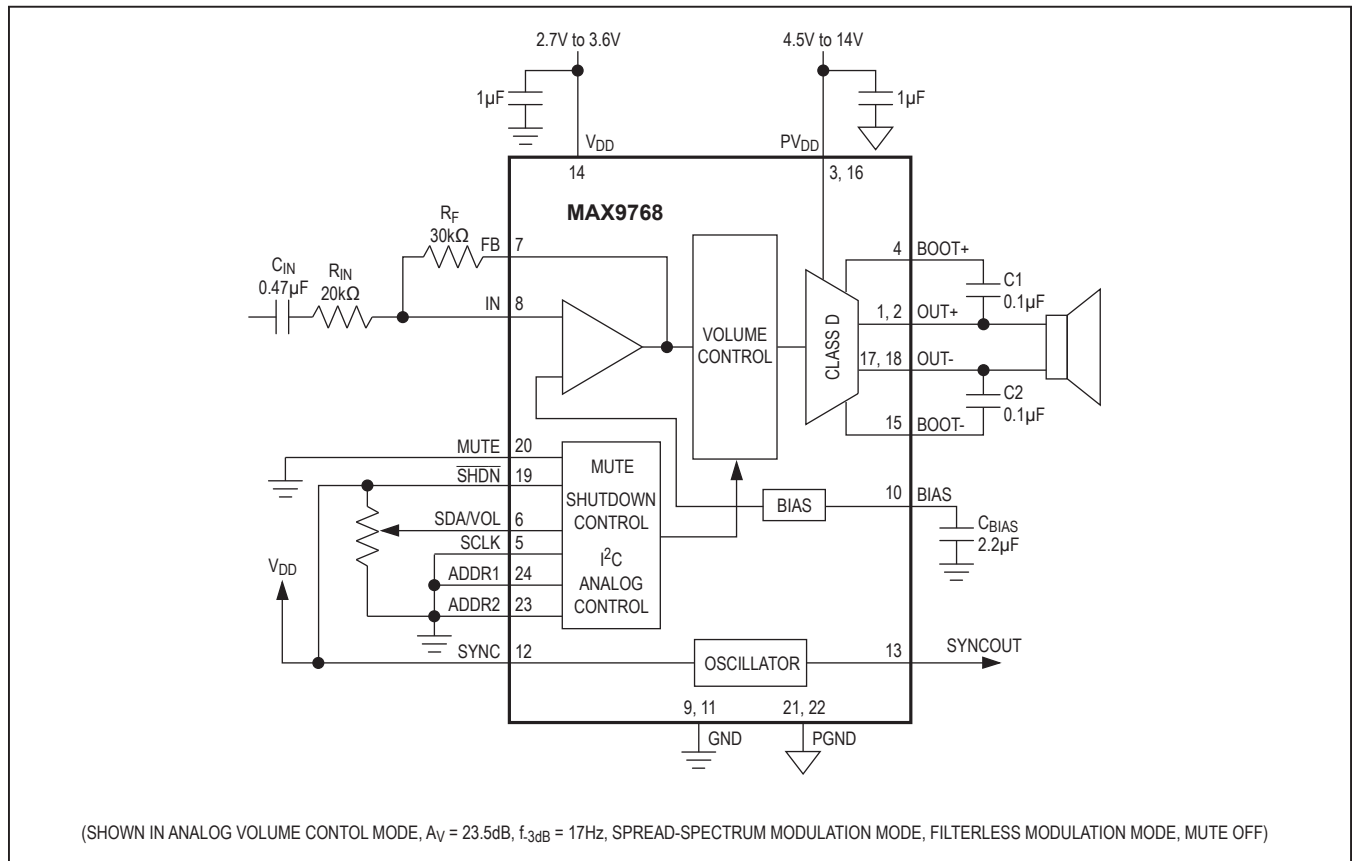 2.7V to 3.6V
4.5V to 14V
1µF
1µF
VDD
PVDD
14
3, 16
MAX9768
RF
30kΩ
FB
7
4
BOOT+
CIN
0.47µF
RIN
20kΩ
C1
0.1µF
IN
8
VOLUME
CONTROL
CLASS D
1, 2
OUT+
17, 18
OUT-
C2
0.1µF
15
BOOT-
MUTE
20
SHDN
19
SDA/VOL
6
SCLK
5
ADDR1
24
ADDR2
23
MUTE
SHUTDOWN
CONTROL
I2C
ANALOG
CONTROL
BIAS
10
BIAS
CBIAS
2.2µF
VDD
SYNC
12
OSCILLATOR
13
SYNCOUT
9, 11
21, 22
GND
PGND
(SHOWN IN ANALOG VOLUME CONTOL MODE, AV = 23.5dB, f-3dB = 17Hz, SPREAD-SPECTRUM MODULATION MODE, FILTERLESS MODULATION MODE, MUTE OFF)